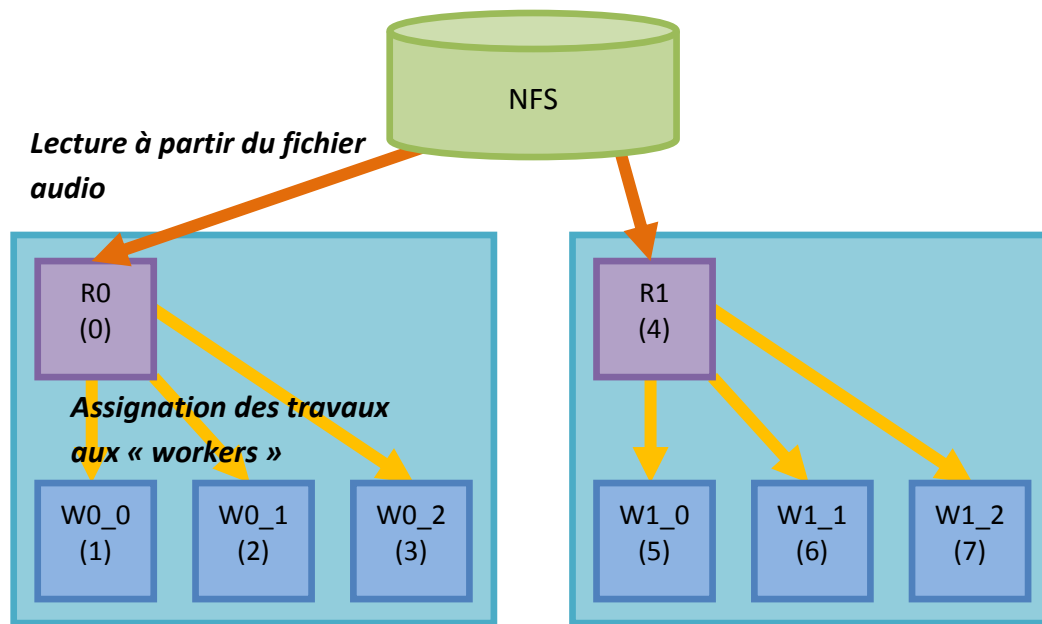 NFS
Lecture à partir du fichier
audio
R0
(0)
R1
(4)
Assignation des travaux
aux « workers »
W0_0
(1)
W0_1
(2)
W0_2
(3)
W1_0
(5)
W1_1
(6)
W1_2
(7)